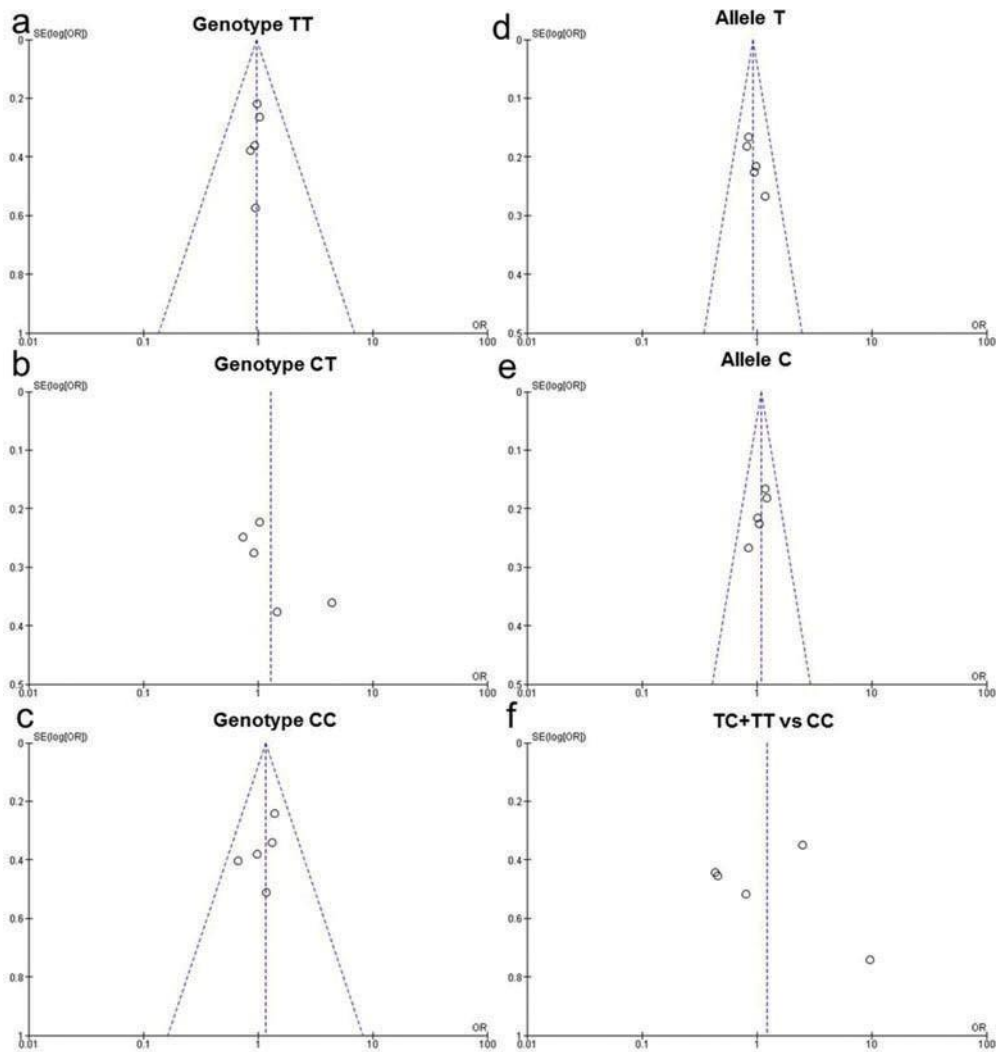 a
Genotype TT
SE(log[OR])
0
0.2
0.4
0.6
0.8
1
0.01 0.1 1 10 100
OR
b
Genotype CT
SE(log[OR])
0
0.1
0.2
0.3
0.4
0.5
0.01 0.1 1 10 100
OR
c
Genotype CC
SE(log[OR])
0
0.2
0.4
0.6
0.8
1
0.01 0.1 1 10 100
OR
d
Allele T
SE(log[OR])
0
0.1
0.2
0.3
0.4
0.5
0.01 0.1 1 10 100
OR
e
Allele C
SE(log[OR])
0
0.1
0.2
0.3
0.4
0.5
0.01 0.1 1 10 100
OR
f
TC+TT vs CC
SE(log[OR])
0
0.2
0.4
0.6
0.8
1
0.01 0.1 1 10 100
OR